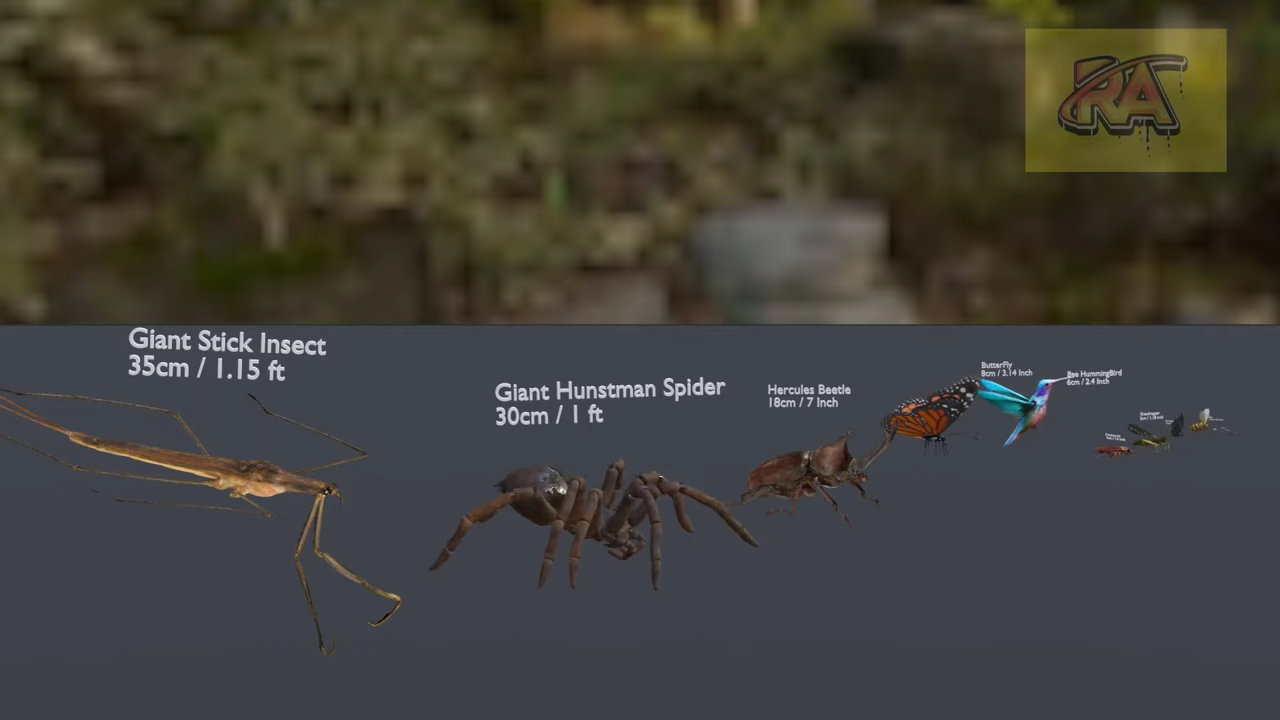 RA
Giant Stick Insect
35cm / 1.15 ft
Giant Hunstman Spider
30cm / 1 ft
Hercules Beetle
18cm / 7 Inch
ButterFly
8cm / 3.14 Inch
Bee HummingBird
6cm / 2.4 Inch